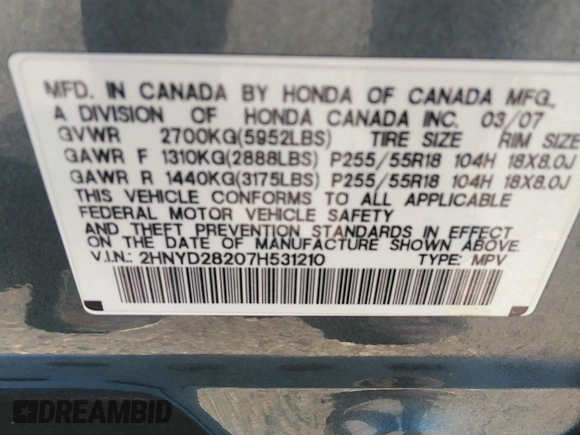 MFD. IN CANADA BY HONDA OF CANADA MFG.,
A DIVISION OF HONDA CANADA INC. 03/07
GVWR 2700KG(5952LBS) TIRE SIZE RIM SIZE
GAWR F 1310KG(2888LBS) P255/55R18 104H 18X8.0J
GAWR R 1440KG(3175LBS) P255/55R18 104H 18X8.0J
THIS VEHICLE CONFORMS TO ALL APPLICABLE
FEDERAL MOTOR VEHICLE SAFETY
AND THEFT PREVENTION STANDARDS IN EFFECT
ON THE DATE OF MANUFACTURE SHOWN ABOVE.
V.I.N.: 2HNYD28207H531210 TYPE: MPV
DREAMBID